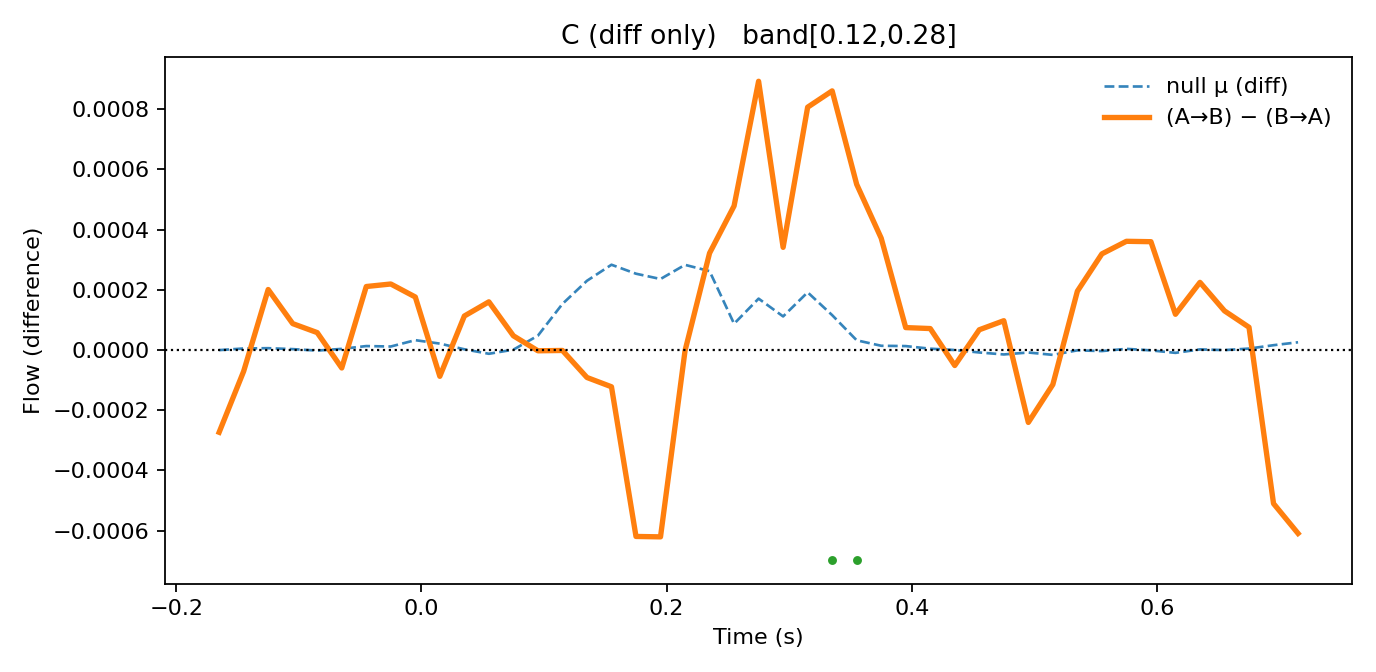 C (diff only)   band[0.12,0.28]
null μ (diff)
(A→B) − (B→A)
Flow (difference)
0.0008
0.0006
0.0004
0.0002
0.0000
−0.0002
−0.0004
−0.0006
−0.2
0.0
0.2
0.4
0.6
Time (s)